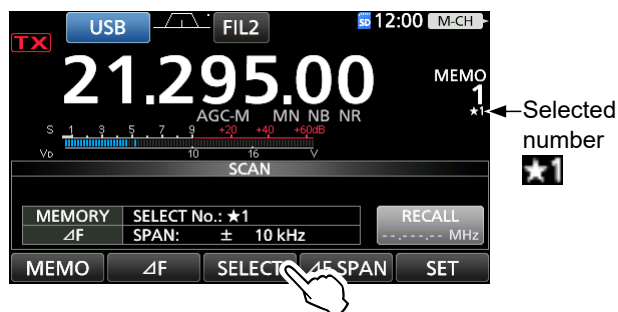 USB FIL2 SD 12:00 M-CH
TX
21.295.00 MEMO
1
★1
AGC-M MN NB NR
S 1 3 5 7 9 +20 +40 +60dB
VD 10 16 V
SCAN
MEMORY SELECT No.: ★1 RECALL
⊿F SPAN: ± 10 kHz --.---.-- MHz
MEMO ⊿F SELECT ⊿F SPAN SET
Selected
number
★1